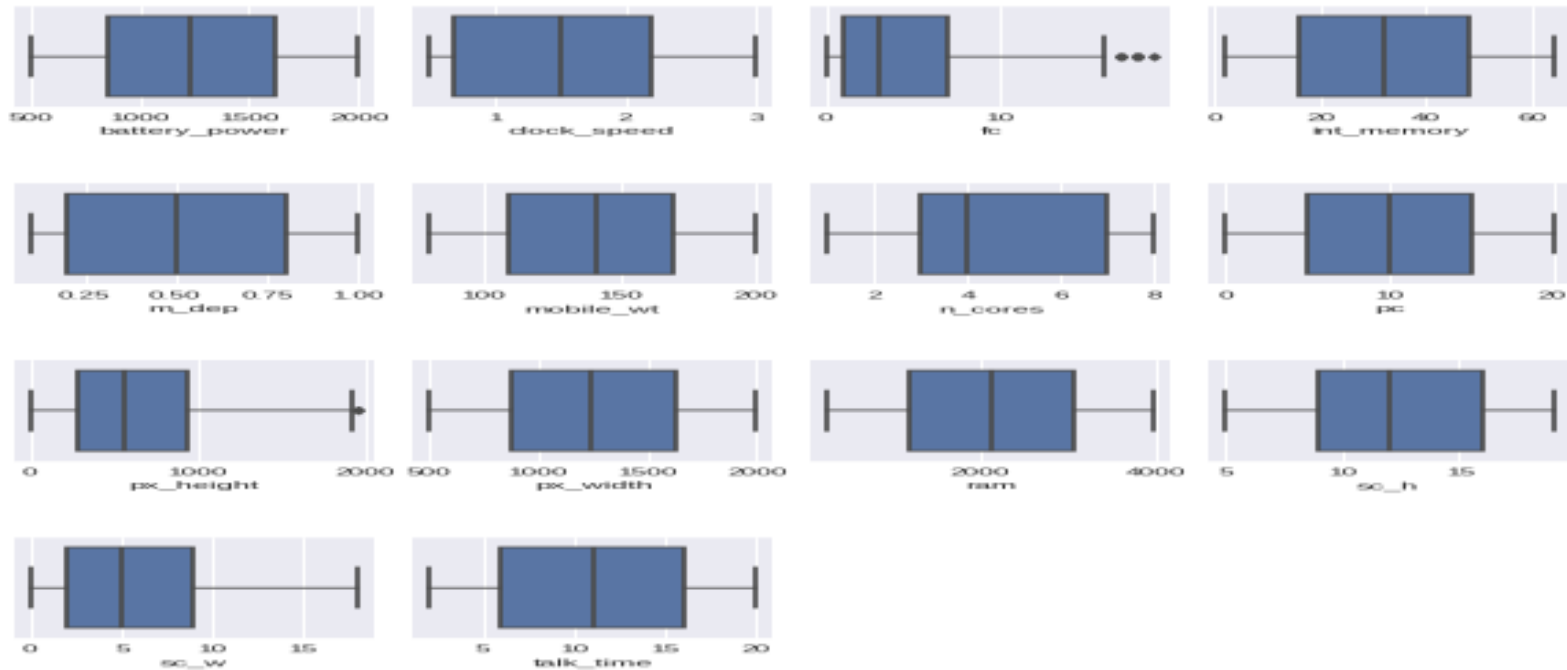 500 1000 1500 2000
battery_power
1 2 3
clock_speed
0 10
fc
0 20 40 60
int_memory
0.25 0.50 0.75 1.00
m_dep
100 150 200
mobile_wt
2 4 6 8
n_cores
0 10 20
pc
0 1000 2000
px_height
500 1000 1500 2000
px_width
2000 4000
ram
5 10 15
sc_h
0 5 10 15
sc_w
5 10 15 20
talk_time